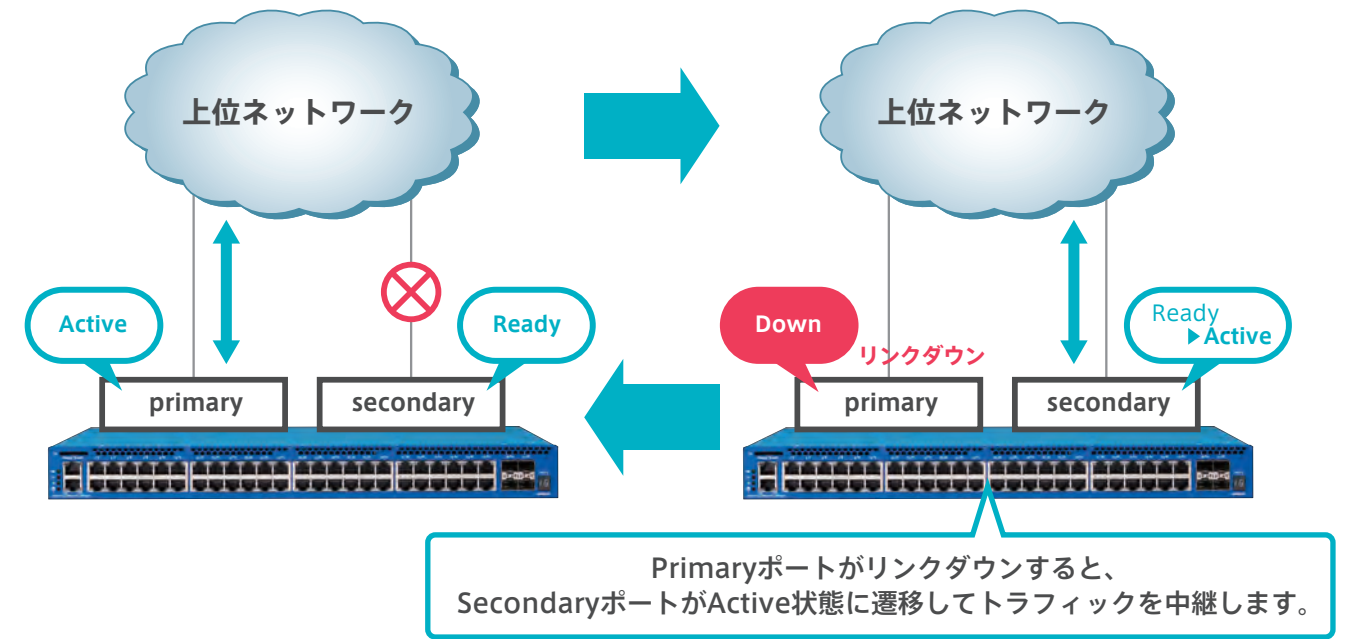 上位ネットワーク
Active
Ready
primary
secondary
上位ネットワーク
Down
リンクダウン
Ready
▶Active
primary
secondary
Primaryポートがリンクダウンすると、
SecondaryポートがActive状態に遷移してトラフィックを中継します。